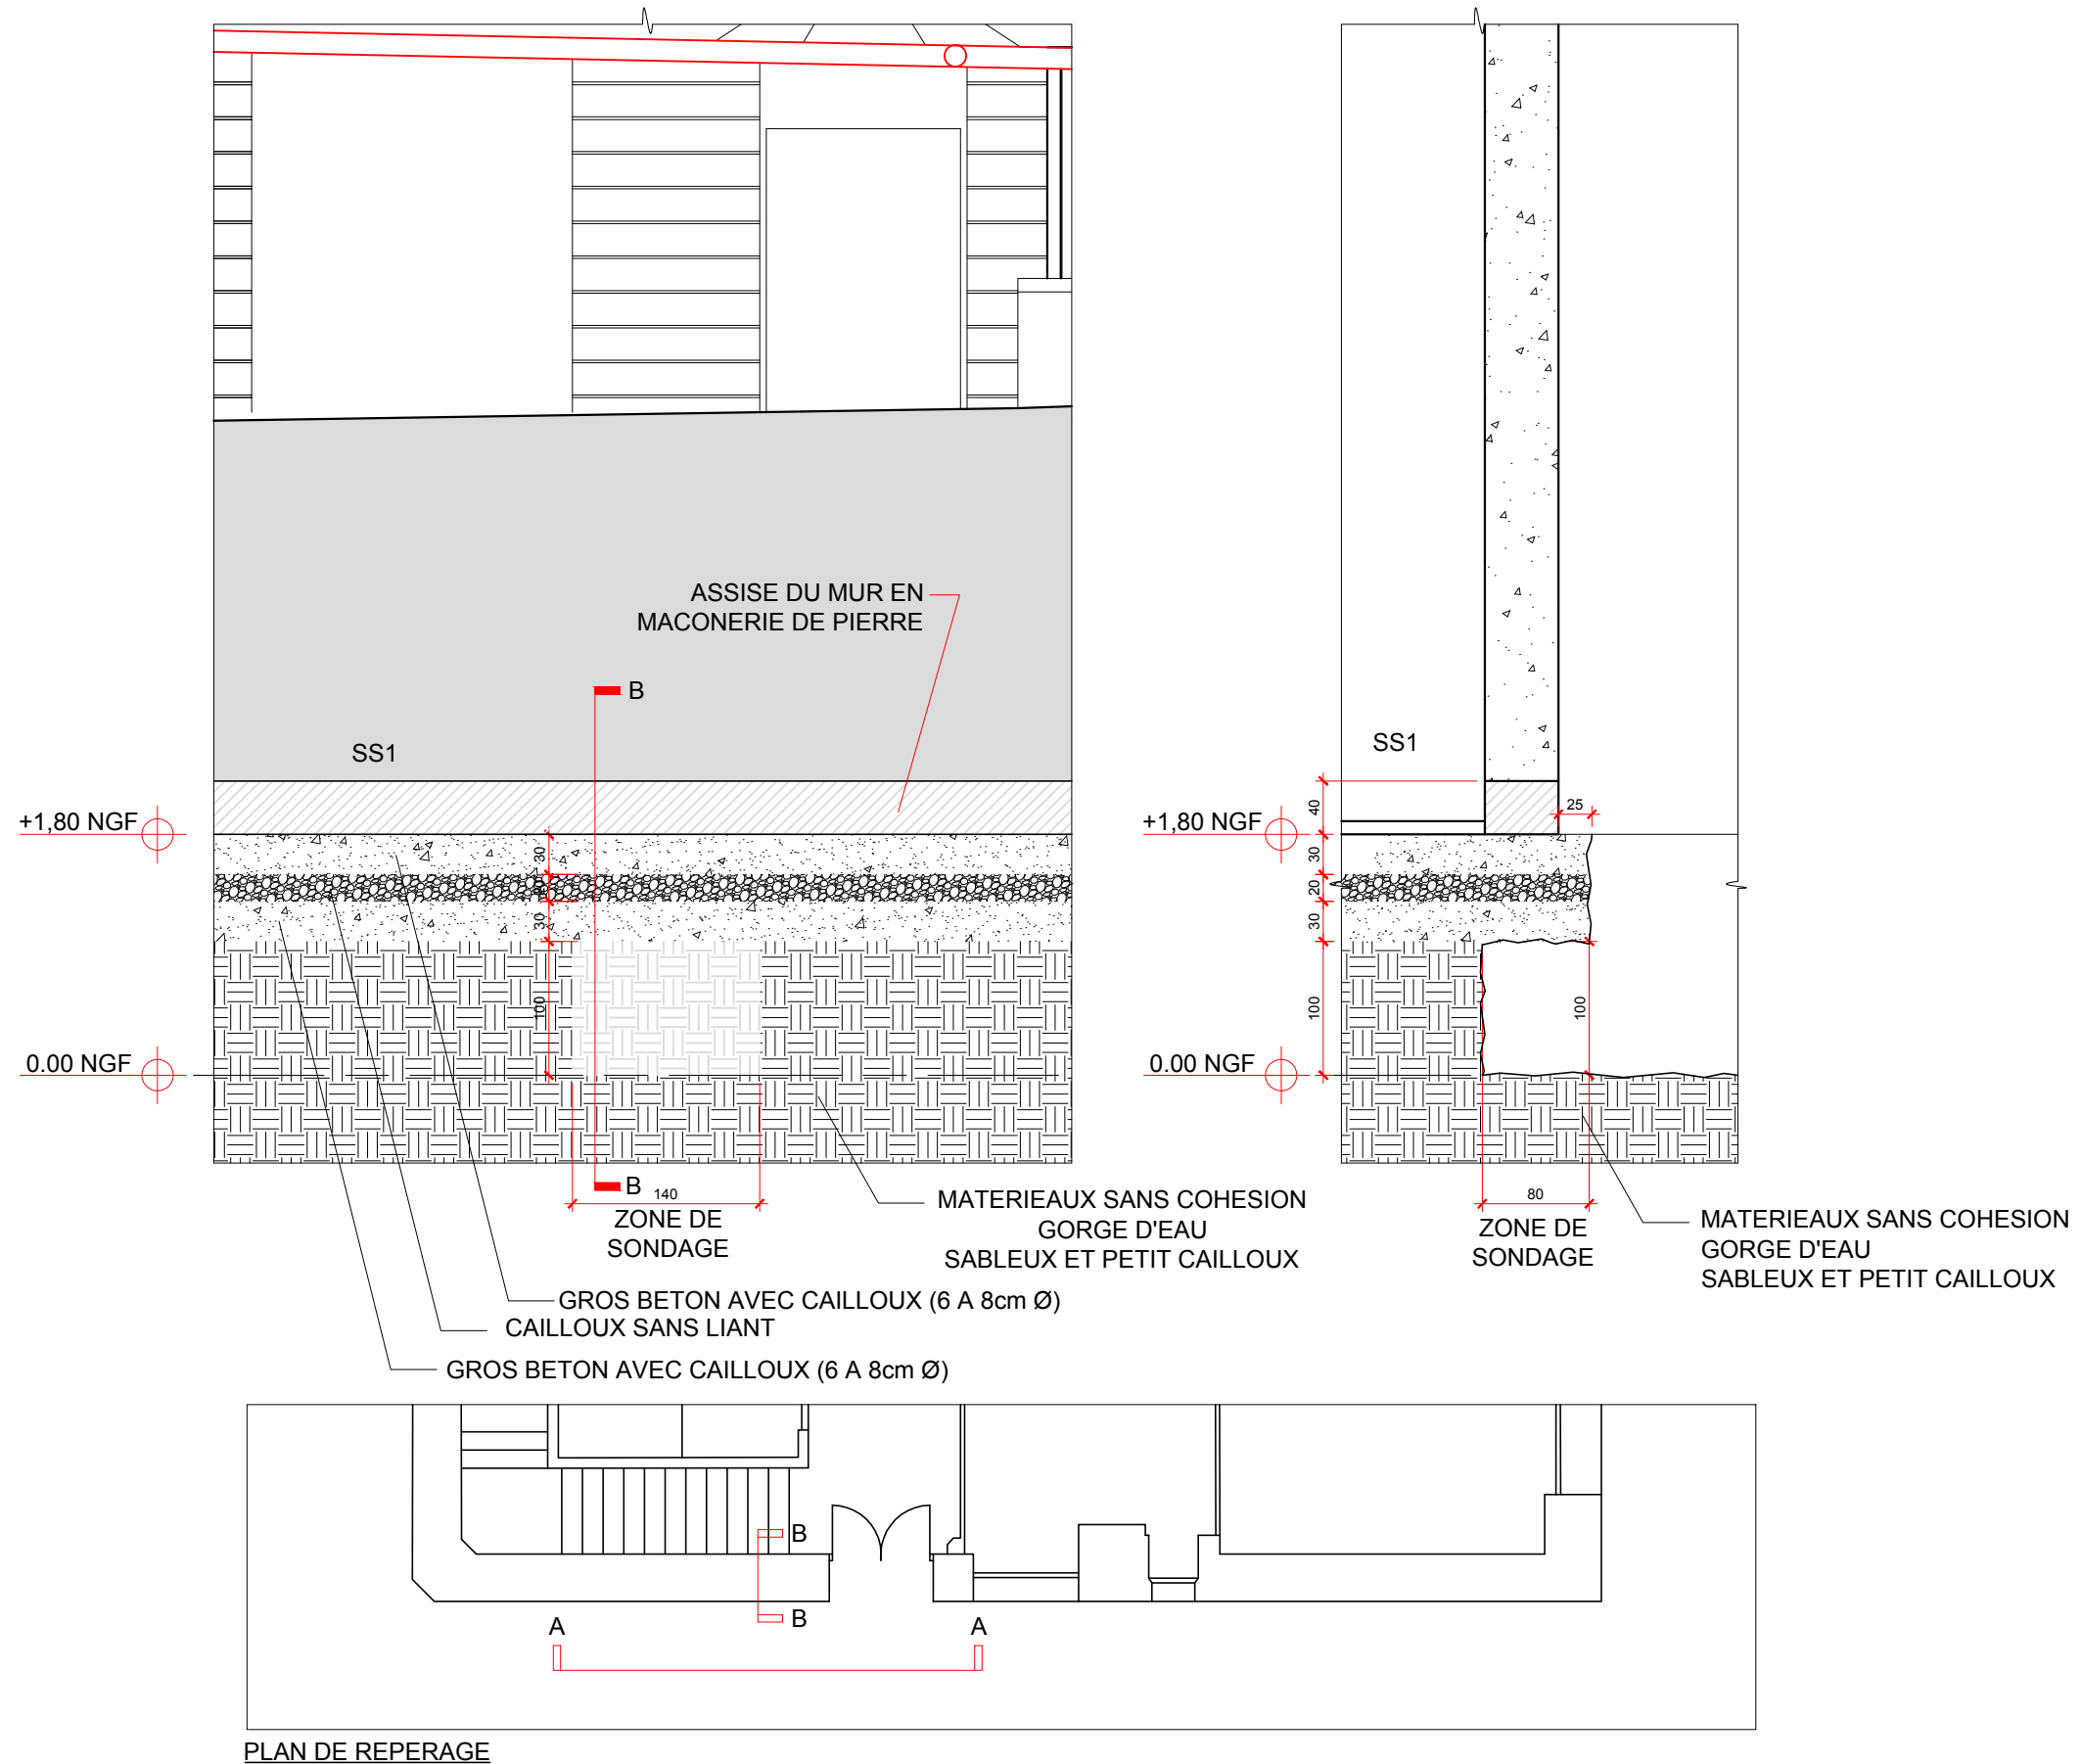 ASSISE DU MUR EN
MACONERIE DE PIERRE
B
SS1
+1,80 NGF
30
20
30
100
0.00 NGF
B
140
ZONE DE
SONDAGE
MATERIEAUX SANS COHESION
GORGE D'EAU
SABLEUX ET PETIT CAILLOUX
GROS BETON AVEC CAILLOUX (6 A 8cm Ø)
CAILLOUX SANS LIANT
GROS BETON AVEC CAILLOUX (6 A 8cm Ø)
SS1
40
25
+1,80 NGF
30
20
30
100
100
0.00 NGF
80
ZONE DE
SONDAGE
MATERIEAUX SANS COHESION
GORGE D'EAU
SABLEUX ET PETIT CAILLOUX
B
B
A
A
PLAN DE REPERAGE